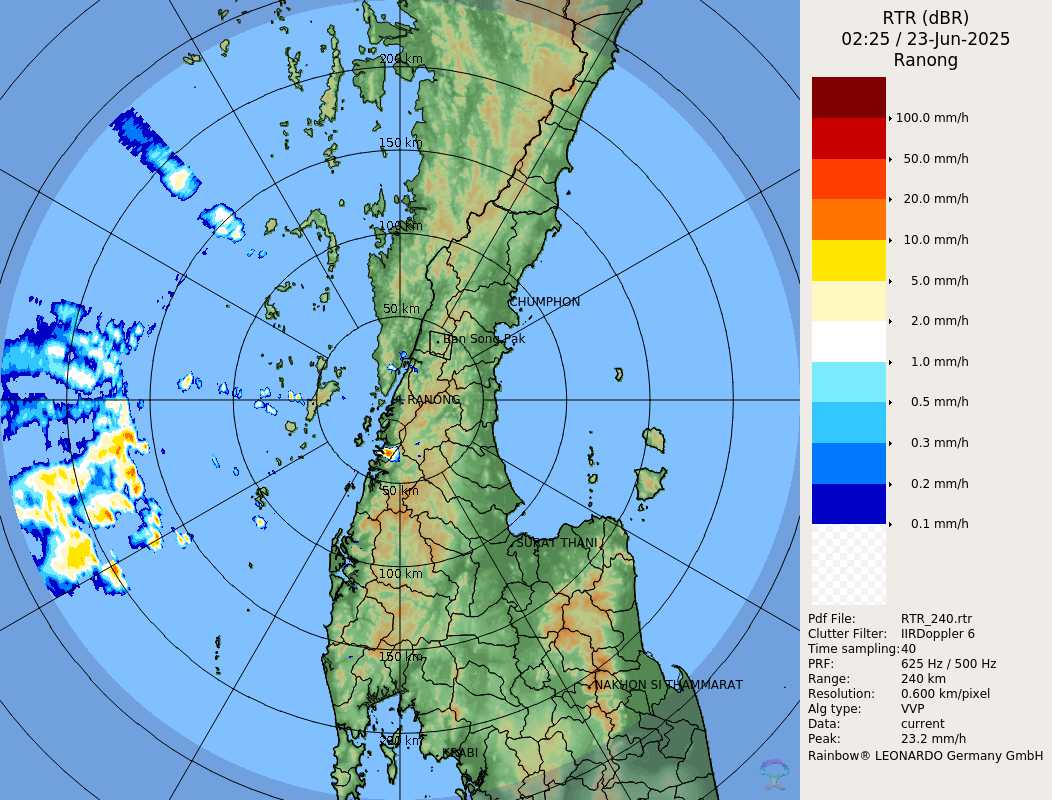 RTR (dBR)
02:25 / 23-Jun-2025
Ranong
100.0 mm/h
50.0 mm/h
20.0 mm/h
10.0 mm/h
5.0 mm/h
2.0 mm/h
1.0 mm/h
0.5 mm/h
0.3 mm/h
0.2 mm/h
0.1 mm/h
Pdf File: RTR_240.rtr
Clutter Filter: IIRDoppler 6
Time sampling:40
PRF: 625 Hz / 500 Hz
Range: 240 km
Resolution: 0.600 km/pixel
Alg type: VVP
Data: current
Peak: 23.2 mm/h
Rainbow® LEONARDO Germany GmbH
200 km
150 km
100 km
50 km
CHUMPHON
Ban Song Pak
RANONG
50 km
SURAT THANI
100 km
150 km
NAKHON SI THAMMARAT
200 km
KRABI